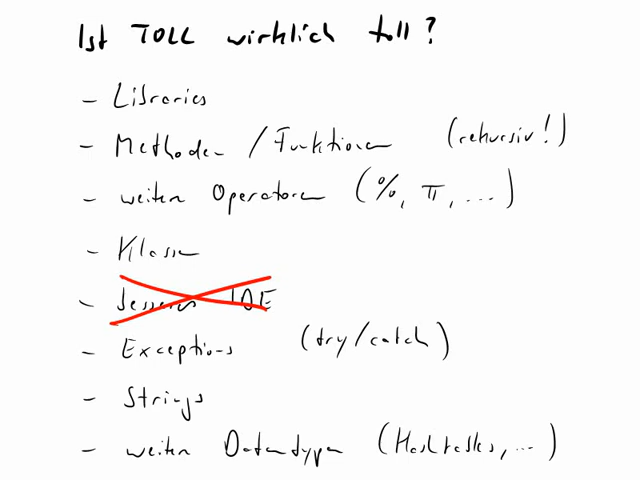 Ist TOLL wirklich toll?
- Libraries
- Methoden / Funktionen (rekursiv!)
- weitere Operatoren (%, π, ...)
- Klassen
- besseres IDE
- Exceptions (try/catch)
- Strings
- weitere Datentypen (Hashtables, ...)